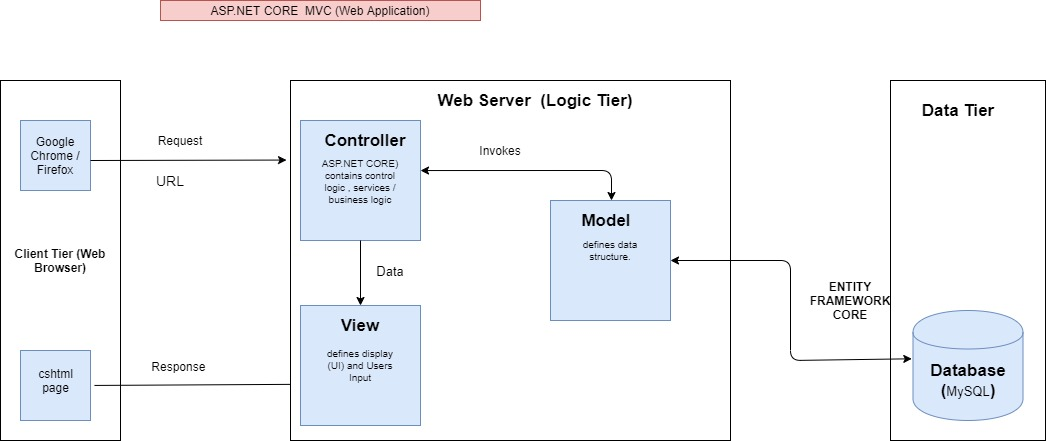 ASP.NET CORE  MVC (Web Application)
Web Server  (Logic Tier)
Data Tier
Google
Chrome /
Firefox
Request
URL
Controller
ASP.NET CORE)
contains control
logic , services /
business logic
Invokes
Model
defines data
structure.
Client Tier (Web
Browser)
Data
ENTITY
FRAMEWORK
CORE
View
defines display
(UI) and Users
Input
cshtml
page
Response
Database
(MySQL)